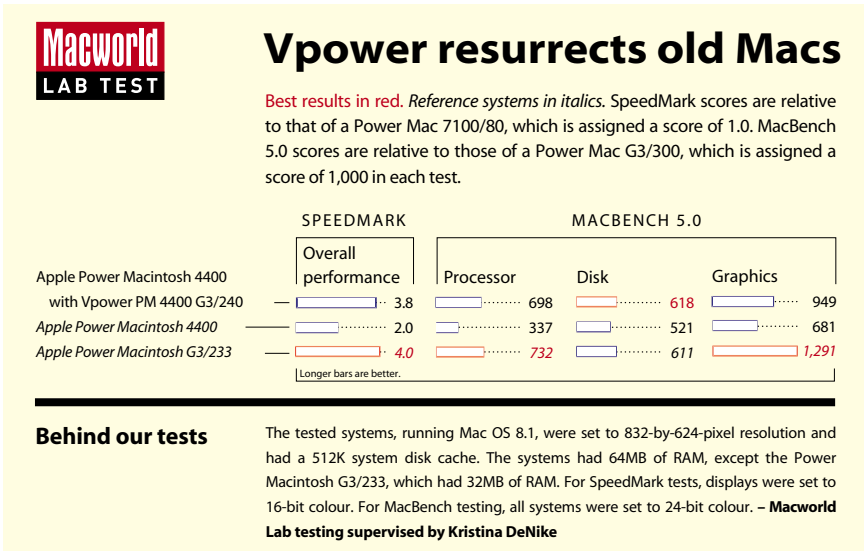 Macworld
LAB TEST
Vpower resurrects old Macs
Best results in red. Reference systems in italics. SpeedMark scores are relative
to that of a Power Mac 7100/80, which is assigned a score of 1.0. MacBench
5.0 scores are relative to those of a Power Mac G3/300, which is assigned a
score of 1,000 in each test.
SPEEDMARK MACBENCH 5.0
Overall
performance Processor Disk Graphics
Apple Power Macintosh 4400
with Vpower PM 4400 G3/240 3.8 698 618 949
Apple Power Macintosh 4400 2.0 337 521 681
Apple Power Macintosh G3/233 4.0 732 611 1,291
Longer bars are better.
Behind our tests
The tested systems, running Mac OS 8.1, were set to 832-by-624-pixel resolution and
had a 512K system disk cache. The systems had 64MB of RAM, except the Power
Macintosh G3/233, which had 32MB of RAM. For SpeedMark tests, displays were set to
16-bit colour. For MacBench testing, all systems were set to 24-bit colour. – Macworld
Lab testing supervised by Kristina DeNike